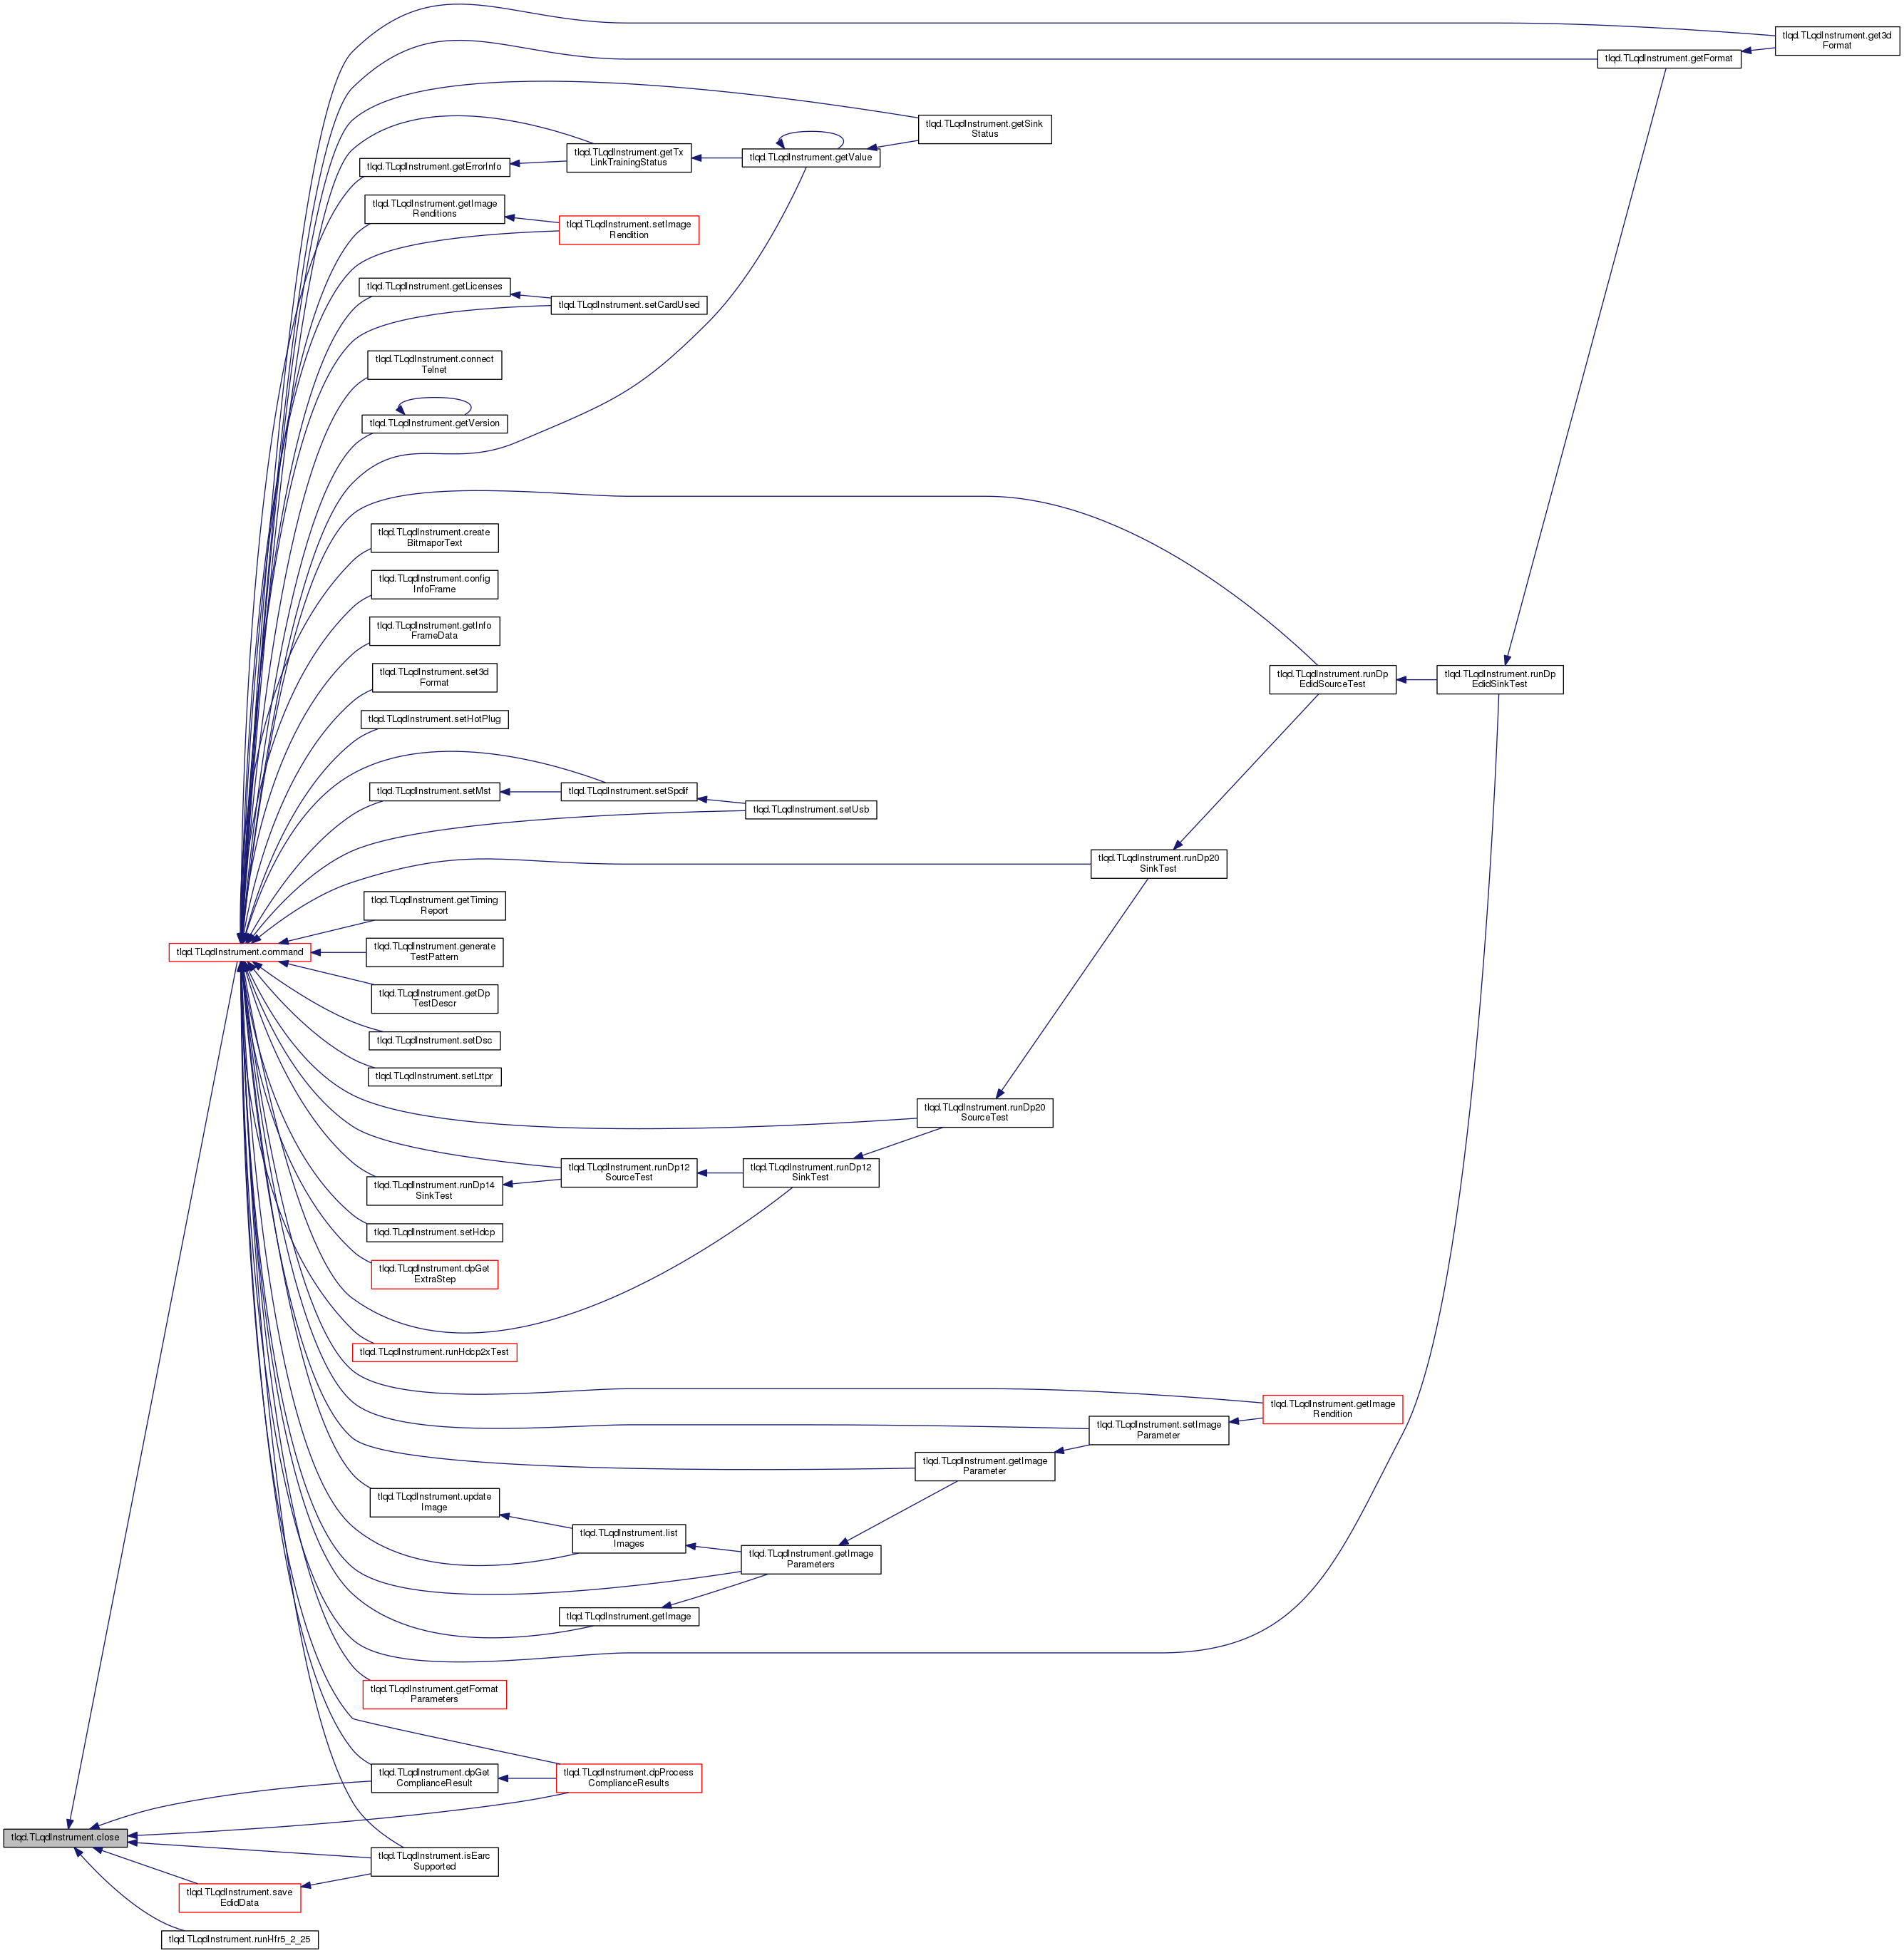 tlqd.TLqdInstrument.get3d
Format
tlqd.TLqdInstrument.getFormat
tlqd.TLqdInstrument.getSink
Status
tlqd.TLqdInstrument.getTx
LinkTrainingStatus
tlqd.TLqdInstrument.getValue
tlqd.TLqdInstrument.getErrorInfo
tlqd.TLqdInstrument.getImage
Renditions
tlqd.TLqdInstrument.setImage
Rendition
tlqd.TLqdInstrument.getLicenses
tlqd.TLqdInstrument.setCardUsed
tlqd.TLqdInstrument.connect
Telnet
tlqd.TLqdInstrument.getVersion
tlqd.TLqdInstrument.create
BitmaporText
tlqd.TLqdInstrument.config
InfoFrame
tlqd.TLqdInstrument.getInfo
FrameData
tlqd.TLqdInstrument.set3d
Format
tlqd.TLqdInstrument.runDp
EdidSourceTest
tlqd.TLqdInstrument.runDp
EdidSinkTest
tlqd.TLqdInstrument.setHotPlug
tlqd.TLqdInstrument.setMst
tlqd.TLqdInstrument.setSpdif
tlqd.TLqdInstrument.setUsb
tlqd.TLqdInstrument.runDp20
SinkTest
tlqd.TLqdInstrument.getTiming
Report
tlqd.TLqdInstrument.command
tlqd.TLqdInstrument.generate
TestPattern
tlqd.TLqdInstrument.getDp
TestDescr
tlqd.TLqdInstrument.setDsc
tlqd.TLqdInstrument.setLttpr
tlqd.TLqdInstrument.runDp20
SourceTest
tlqd.TLqdInstrument.runDp12
SourceTest
tlqd.TLqdInstrument.runDp12
SinkTest
tlqd.TLqdInstrument.runDp14
SinkTest
tlqd.TLqdInstrument.setHdcp
tlqd.TLqdInstrument.dpGet
ExtraStep
tlqd.TLqdInstrument.runHdcp2xTest
tlqd.TLqdInstrument.getImage
Rendition
tlqd.TLqdInstrument.setImage
Parameter
tlqd.TLqdInstrument.getImage
Parameter
tlqd.TLqdInstrument.update
Image
tlqd.TLqdInstrument.list
Images
tlqd.TLqdInstrument.getImage
Parameters
tlqd.TLqdInstrument.getImage
tlqd.TLqdInstrument.getFormat
Parameters
tlqd.TLqdInstrument.dpGet
ComplianceResult
tlqd.TLqdInstrument.dpProcess
ComplianceResults
tlqd.TLqdInstrument.close
tlqd.TLqdInstrument.isEarc
Supported
tlqd.TLqdInstrument.save
EdidData
tlqd.TLqdInstrument.runHfr5_2_25